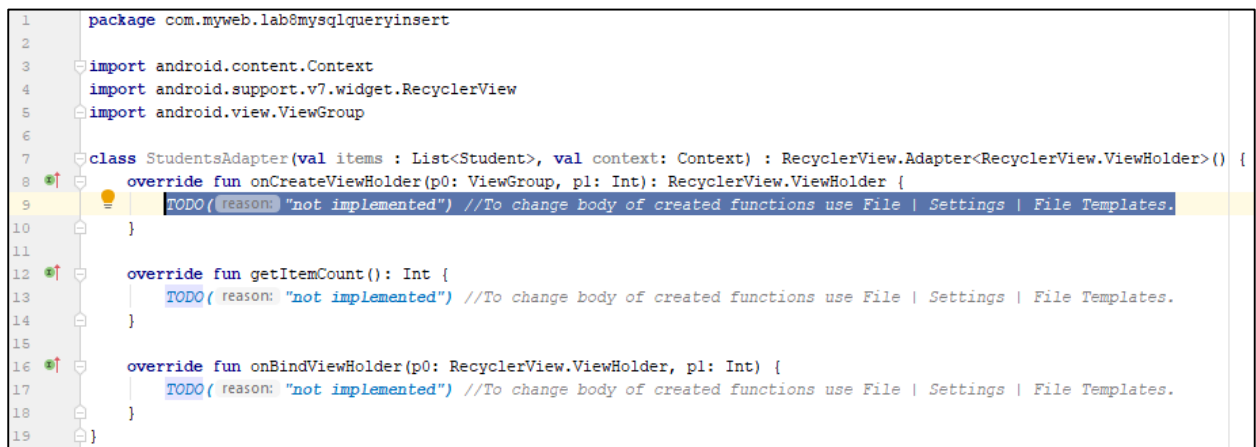 1 package com.myweb.lab8mysqlqueryinsert
2
3 import android.content.Context
4 import android.support.v7.widget.RecyclerView
5 import android.view.ViewGroup
6
7 class StudentsAdapter(val items : List<Student>, val context: Context) : RecyclerView.Adapter<RecyclerView.ViewHolder>() {
8 override fun onCreateViewHolder(p0: ViewGroup, p1: Int): RecyclerView.ViewHolder {
9 TODO( reason: "not implemented") //To change body of created functions use File | Settings | File Templates.
10 }
11
12 override fun getItemCount(): Int {
13 TODO( reason: "not implemented") //To change body of created functions use File | Settings | File Templates.
14 }
15
16 override fun onBindViewHolder(p0: RecyclerView.ViewHolder, p1: Int) {
17 TODO( reason: "not implemented") //To change body of created functions use File | Settings | File Templates.
18 }
19 }